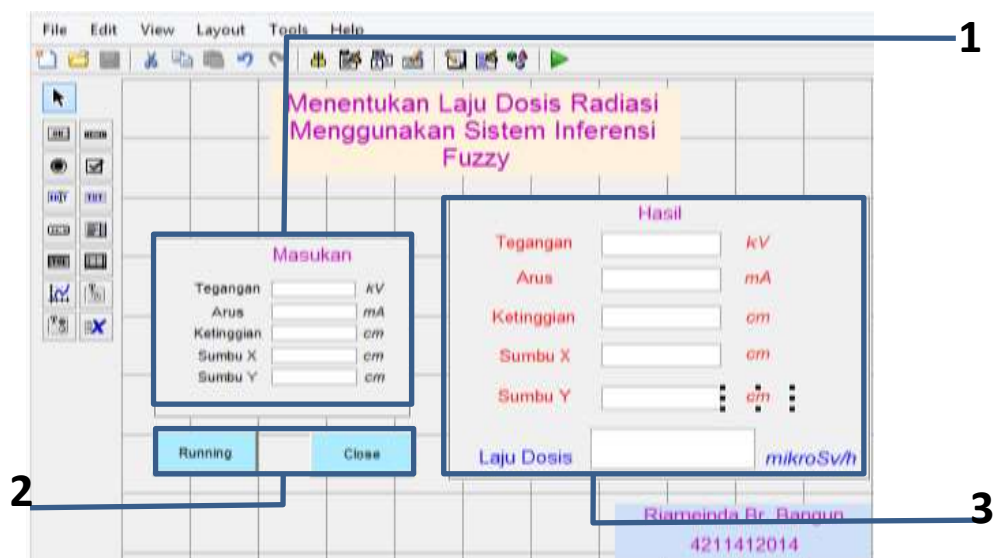 File Edit View Layout Tools Help
1
Menentukan Laju Dosis Radiasi
Menggunakan Sistem Inferensi
Fuzzy
Masukan
Tegangan kV
Arus mA
Ketinggian cm
Sumbu X cm
Sumbu Y cm
Running Close
2
Hasil
Tegangan kV
Arus mA
Ketinggian cm
Sumbu X cm
Sumbu Y cm
Laju Dosis mikroSv/h
3
Riameinda Br. Bangun
4211412014